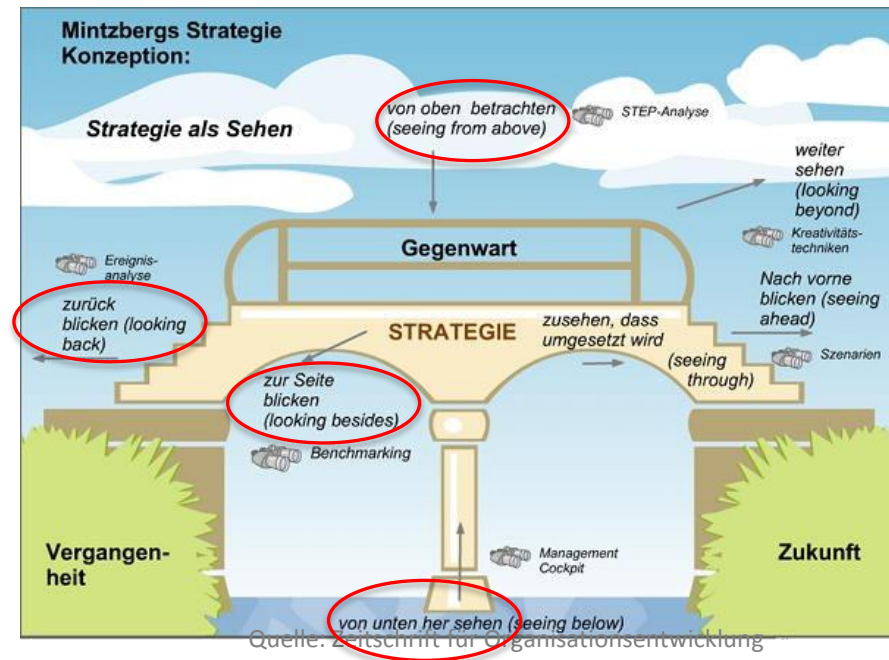 Mintzbergs Strategie
Konzeption:
Strategie als Sehen
von oben betrachten
(seeing from above)
STEP-Analyse
weiter
sehen
(looking
beyond)
Kreativitäts-
techniken
Gegenwart
Ereignis-
analyse
zurück
blicken (looking
back)
Nach vorne
blicken (seeing
ahead)
Szenarien
STRATEGIE
zusehen, dass
umgesetzt wird
(seeing
through)
zur Seite
blicken
(looking besides)
Benchmarking
Vergangen-
heit
Management
Cockpit
Zukunft
von unten her sehen (seeing below)
Quelle: Zeitschrift für Organisationsentwicklung